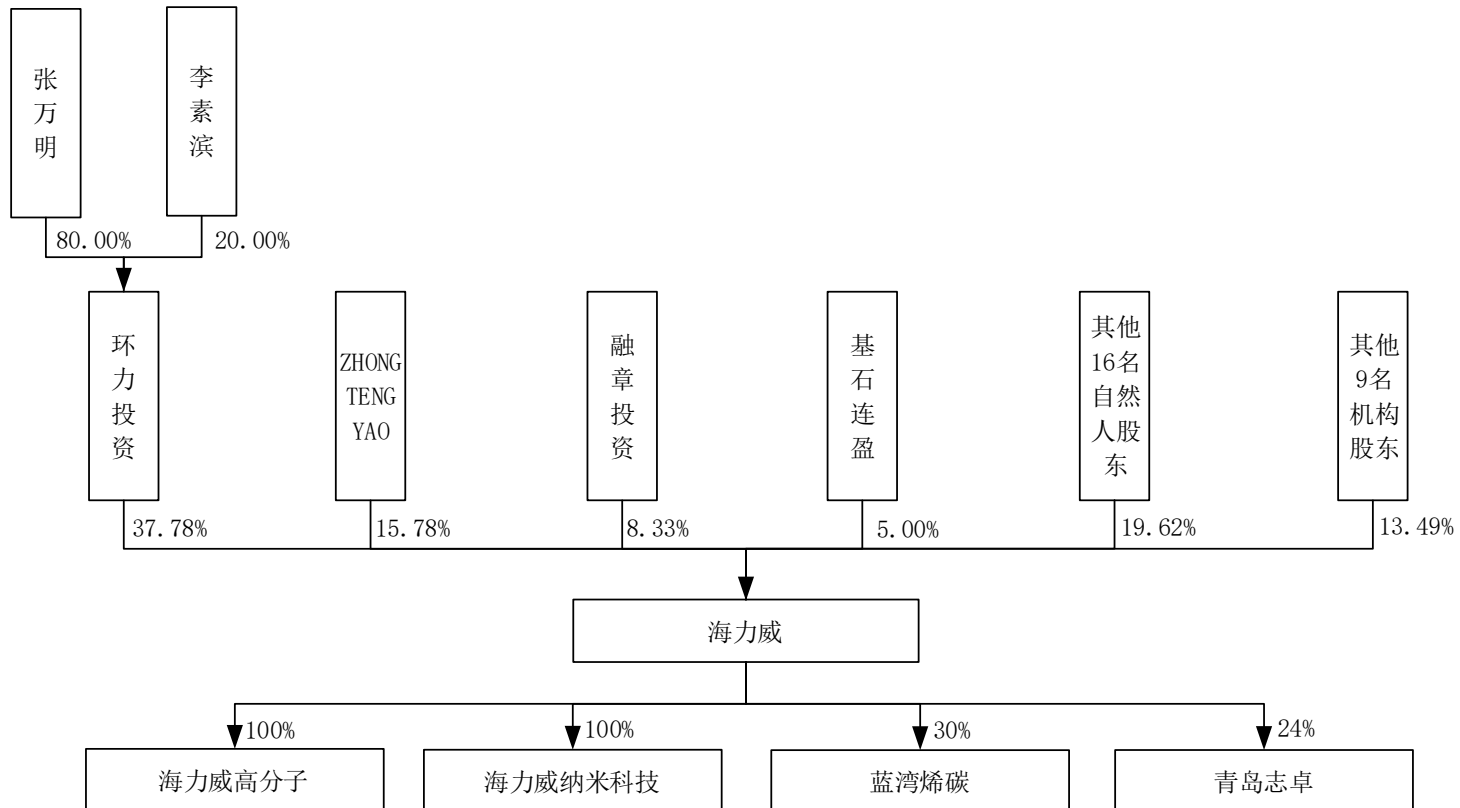 张万明
李素滨
80.00%
20.00%
环力投资
ZHONG
TENG
YAO
融章投资
基石连盈
其他
16名
自然
人股
东
其他
9名
机构
股东
37.78%
15.78%
8.33%
5.00%
19.62%
13.49%
海力威
100%
100%
30%
24%
海力威高分子
海力威纳米科技
蓝湾烯碳
青岛志卓